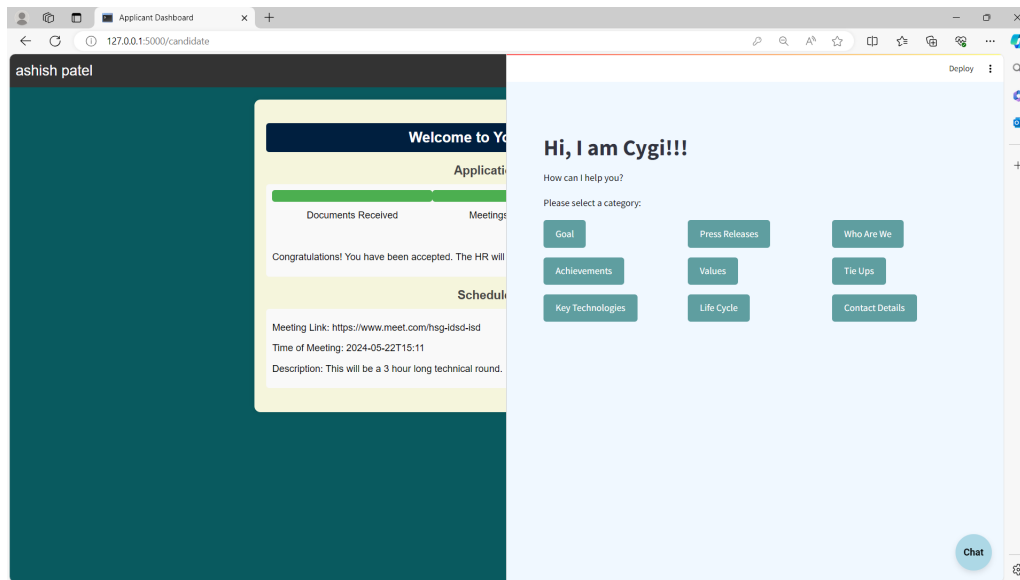 Applicant Dashboard
127.0.0.1:5000/candidate
ashish patel
Welcome to Yo
Applicati
Documents Received Meetings
Congratulations! You have been accepted. The HR will
Schedule
Meeting Link: https://www.meet.com/hsg-idsd-isd
Time of Meeting: 2024-05-22T15:11
Description: This will be a 3 hour long technical round.
Deploy
Hi, I am Cygi!!!
How can I help you?
Please select a category:
Goal Press Releases Who Are We
Achievements Values Tie Ups
Key Technologies Life Cycle Contact Details
Chat